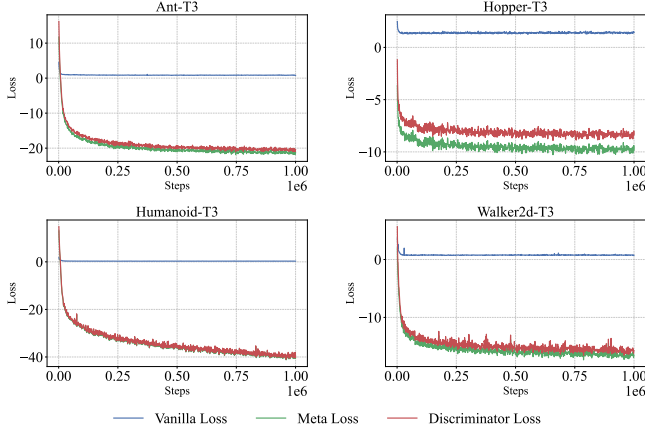 Ant-T3
Loss
10
0
−10
−20
0.00
0.25
0.50
0.75
1.00
Steps
1e6
Hopper-T3
Loss
0
−5
−10
0.00
0.25
0.50
0.75
1.00
Steps
1e6
Humanoid-T3
Loss
0
−20
−40
0.00
0.25
0.50
0.75
1.00
Steps
1e6
Walker2d-T3
Loss
0
−10
0.00
0.25
0.50
0.75
1.00
Steps
1e6
Vanilla Loss
Meta Loss
Discriminator Loss